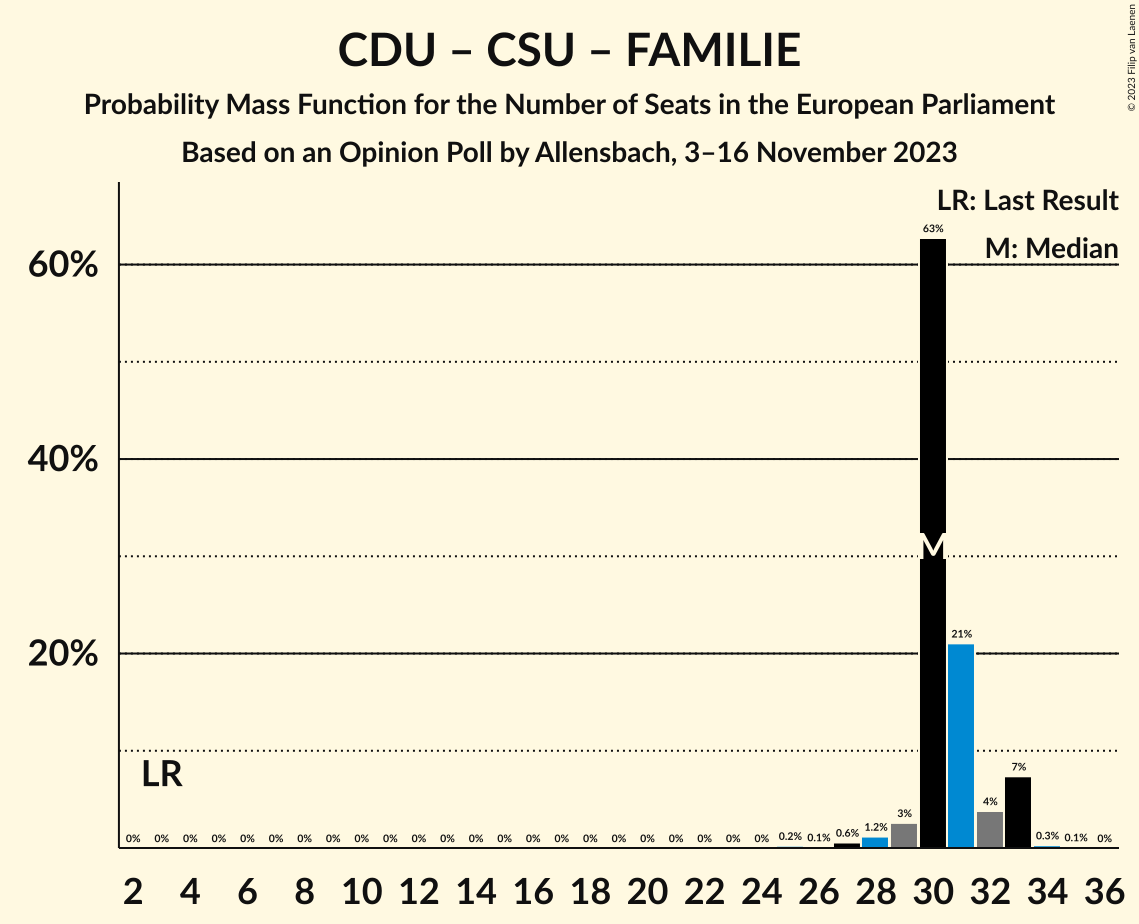 CDU – CSU – FAMILIE
Probability Mass Function for the Number of Seats in the European Parliament
Based on an Opinion Poll by Allensbach, 3–16 November 2023
© 2023 Filip van Laenen
LR: Last Result
M: Median
60%
40%
20%
63%
M
21%
LR
0% 0% 0% 0% 0% 0% 0% 0% 0% 0% 0% 0% 0% 0% 0% 0% 0% 0% 0% 0% 0% 0% 0% 0.2% 0.1% 0.6% 1.2% 3% 4% 7% 0.3% 0.1% 0%
2 4 6 8 10 12 14 16 18 20 22 24 26 28 30 32 34 36